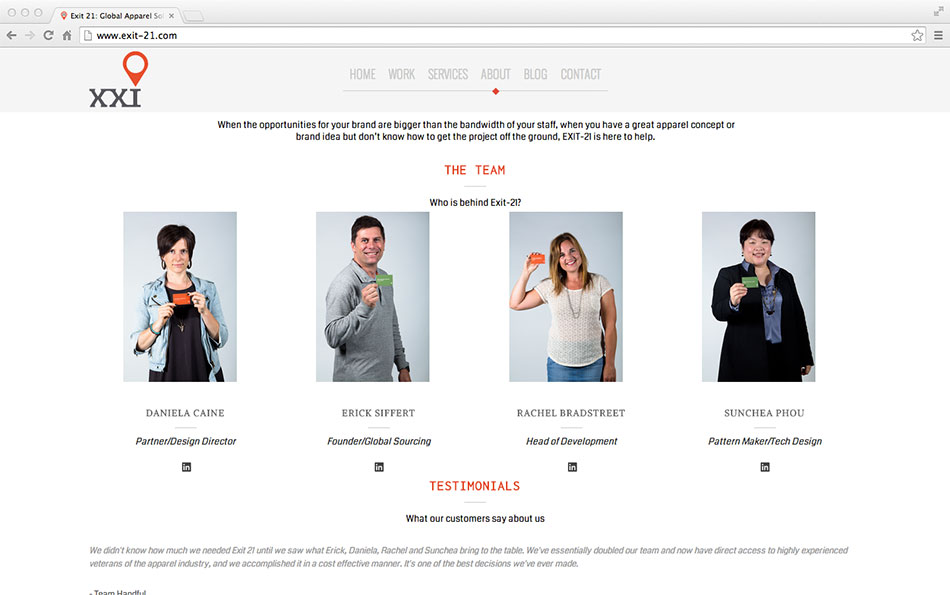 Exit 21: Global Apparel So
www.exit-21.com
XXI
HOME WORK SERVICES ABOUT BLOG CONTACT
When the opportunities for your brand are bigger than the bandwidth of your staff, when you have a great apparel concept or
brand idea but don't know how to get the project off the ground, EXIT-21 is here to help.
THE TEAM
Who is behind Exit-21?
DANIELA CAINE ERICK SIFFERT RACHEL BRADSTREET SUNCHEA PHOU
Partner/Design Director Founder/Global Sourcing Head of Development Pattern Maker/Tech Design
in in in in
TESTIMONIALS
What our customers say about us
We didn't know how much we needed Exit 21 until we saw what Erick, Daniela, Rachel and Sunchea bring to the table. We've essentially doubled our team and now have direct access to highly experienced
veterans of the apparel industry, and we accomplished it in a cost effective manner. It's one of the best decisions we've ever made.
- Team Handful